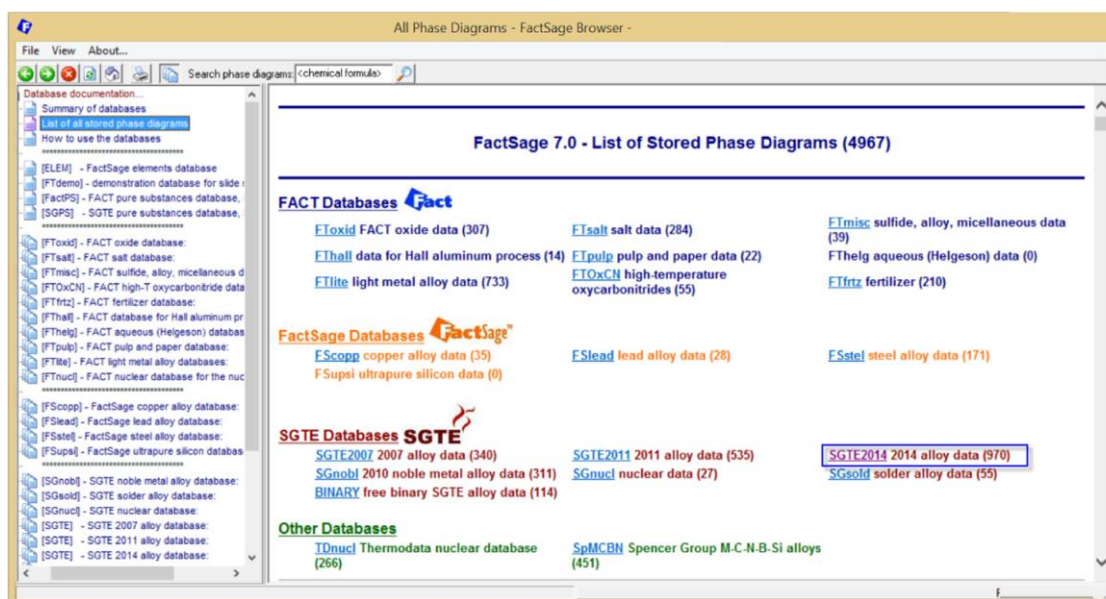 All Phase Diagrams - FactSage Browser -
File View About...
Search phase diagrams: <chemical formula>
Database documentation...
Summary of databases
List of all stored phase diagrams
How to use the databases
[ELEM] - FactSage elements database
[FTdemo] - demonstration database for slide
[FactPS] - FACT pure substances database,
[SGPS] - SGTE pure substances database,
[FToxid] - FACT oxide database:
[FTsalt] - FACT salt database:
[FTmisc] - FACT sulfide, alloy, micellaneous d
[FTOxCN] - FACT high-T oxycarbonitride data
[FTfrtz] - FACT fertilizer database:
[FThall] - FACT database for Hall aluminum pr
[FThelg] - FACT aqueous (Helgeson) databas
[FTpulp] - FACT pulp and paper database:
[FTlite] - FACT light metal alloy databases:
[FTnucl] - FACT nuclear database for the nuc
[FScopp] - FactSage copper alloy database:
[FSlead] - FactSage lead alloy database:
[FSstel] - FactSage steel alloy database:
[FSupsi] - FactSage ultrapure silicon databas
[SGnobl] - SGTE noble metal alloy database:
[SGsold] - SGTE solder alloy database:
[SGnucl] - SGTE nuclear database:
[SGTE] - SGTE 2007 alloy database:
[SGTE] - SGTE 2011 alloy database:
[SGTE] - SGTE 2014 alloy database:
FactSage 7.0 - List of Stored Phase Diagrams (4967)
FACT Databases Fact
FToxid FACT oxide data (307)
FTsalt salt data (284)
FTmisc sulfide, alloy, micellaneous data
(39)
FThall data for Hall aluminum process (14)
FTpulp pulp and paper data (22)
FThelg aqueous (Helgeson) data (0)
FTlite light metal alloy data (733)
FTOxCN high-temperature
oxycarbonitrides (55)
FTfrtz fertilizer (210)
FactSage Databases FactSage™
FScopp copper alloy data (35)
FSlead lead alloy data (28)
FSstel steel alloy data (171)
FSupsi ultrapure silicon data (0)
SGTE Databases SGTE
SGTE2007 2007 alloy data (340)
SGTE2011 2011 alloy data (535)
SGTE2014 2014 alloy data (970)
SGnobl 2010 noble metal alloy data (311)
SGnucl nuclear data (27)
SGsold solder alloy data (55)
BINARY free binary SGTE alloy data (114)
Other Databases
TDnucl Thermodata nuclear database
(266)
SpMCBN Spencer Group M-C-N-B-Si alloys
(451)